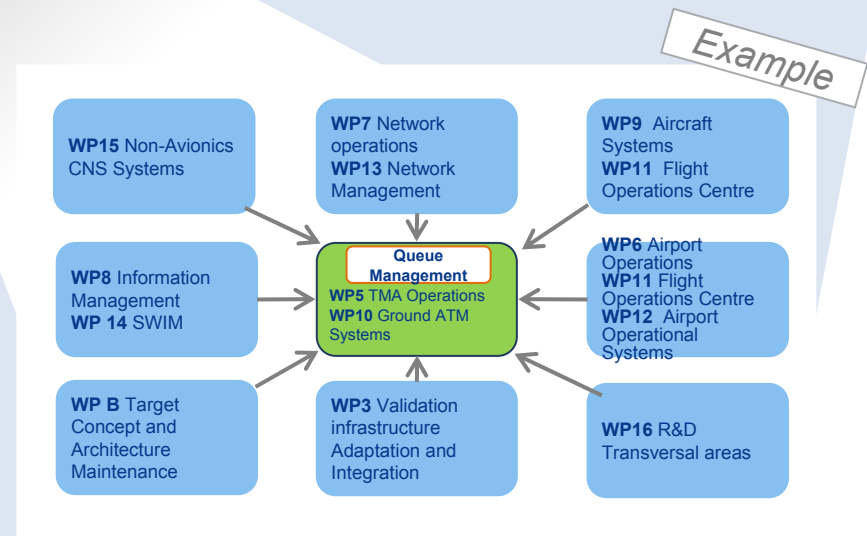 Example
WP15 Non-Avionics
CNS Systems
WP7 Network
operations
WP13 Network
Management
WP9 Aircraft
Systems
WP11 Flight
Operations Centre
WP8 Information
Management
WP 14 SWIM
Queue
Management
WP5 TMA Operations
WP10 Ground ATM
Systems
WP6 Airport
Operations
WP11 Flight
Operations Centre
WP12 Airport
Operational
Systems
WP B Target
Concept and
Architecture
Maintenance
WP3 Validation
infrastructure
Adaptation and
Integration
WP16 R&D
Transversal areas